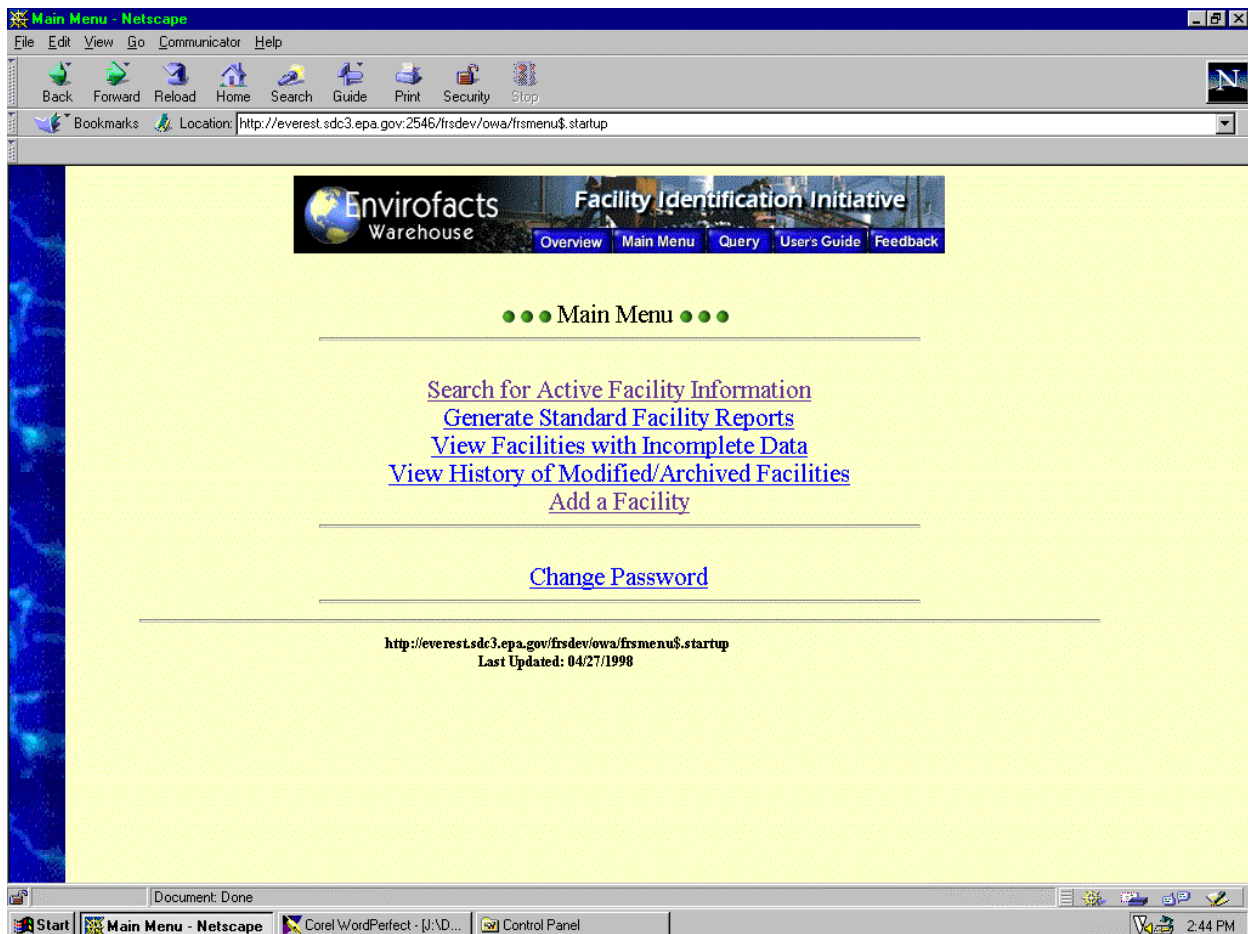 Main Menu - Netscape
File Edit View Go Communicator Help
Back Forward Reload Home Search Guide Print Security Stop
N
Bookmarks Location: http://everest.sdc3.epa.gov:2546/frsdev/owa/frsmenu$.startup
Envirofacts
Warehouse
Facility Identification Initiative
Overview Main Menu Query User's Guide Feedback
Main Menu
Search for Active Facility Information
Generate Standard Facility Reports
View Facilities with Incomplete Data
View History of Modified/Archived Facilities
Add a Facility
Change Password
http://everest.sdc3.epa.gov/frsdev/owa/frsmenu$.startup
Last Updated: 04/27/1998
Document: Done
Start Main Menu - Netscape Corel WordPerfect - [J:\D... Control Panel 2:44 PM